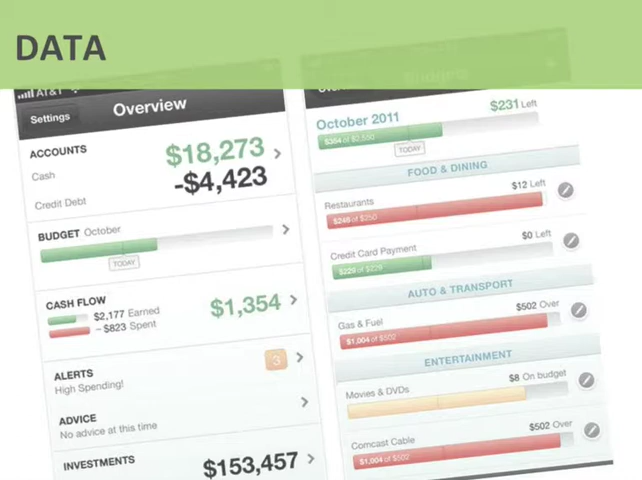 DATA
AT&T
Settings
Overview
ACCOUNTS
Cash
$18,273
Credit Debt
-$4,423
BUDGET October
TODAY
CASH FLOW
$2,177 Earned
- $823 Spent
$1,354
ALERTS
3
High Spending!
ADVICE
No advice at this time
INVESTMENTS
$153,457
October 2011
$231 Left
TODAY
FOOD & DINING
Restaurants
$12 Left
Credit Card Payment
$0 Left
$229 of $229
AUTO & TRANSPORT
Gas & Fuel
$502 Over
$1,004 of $502
ENTERTAINMENT
Movies & DVDs
$8 On budget
Comcast Cable
$502 Over
$1,004 of $502